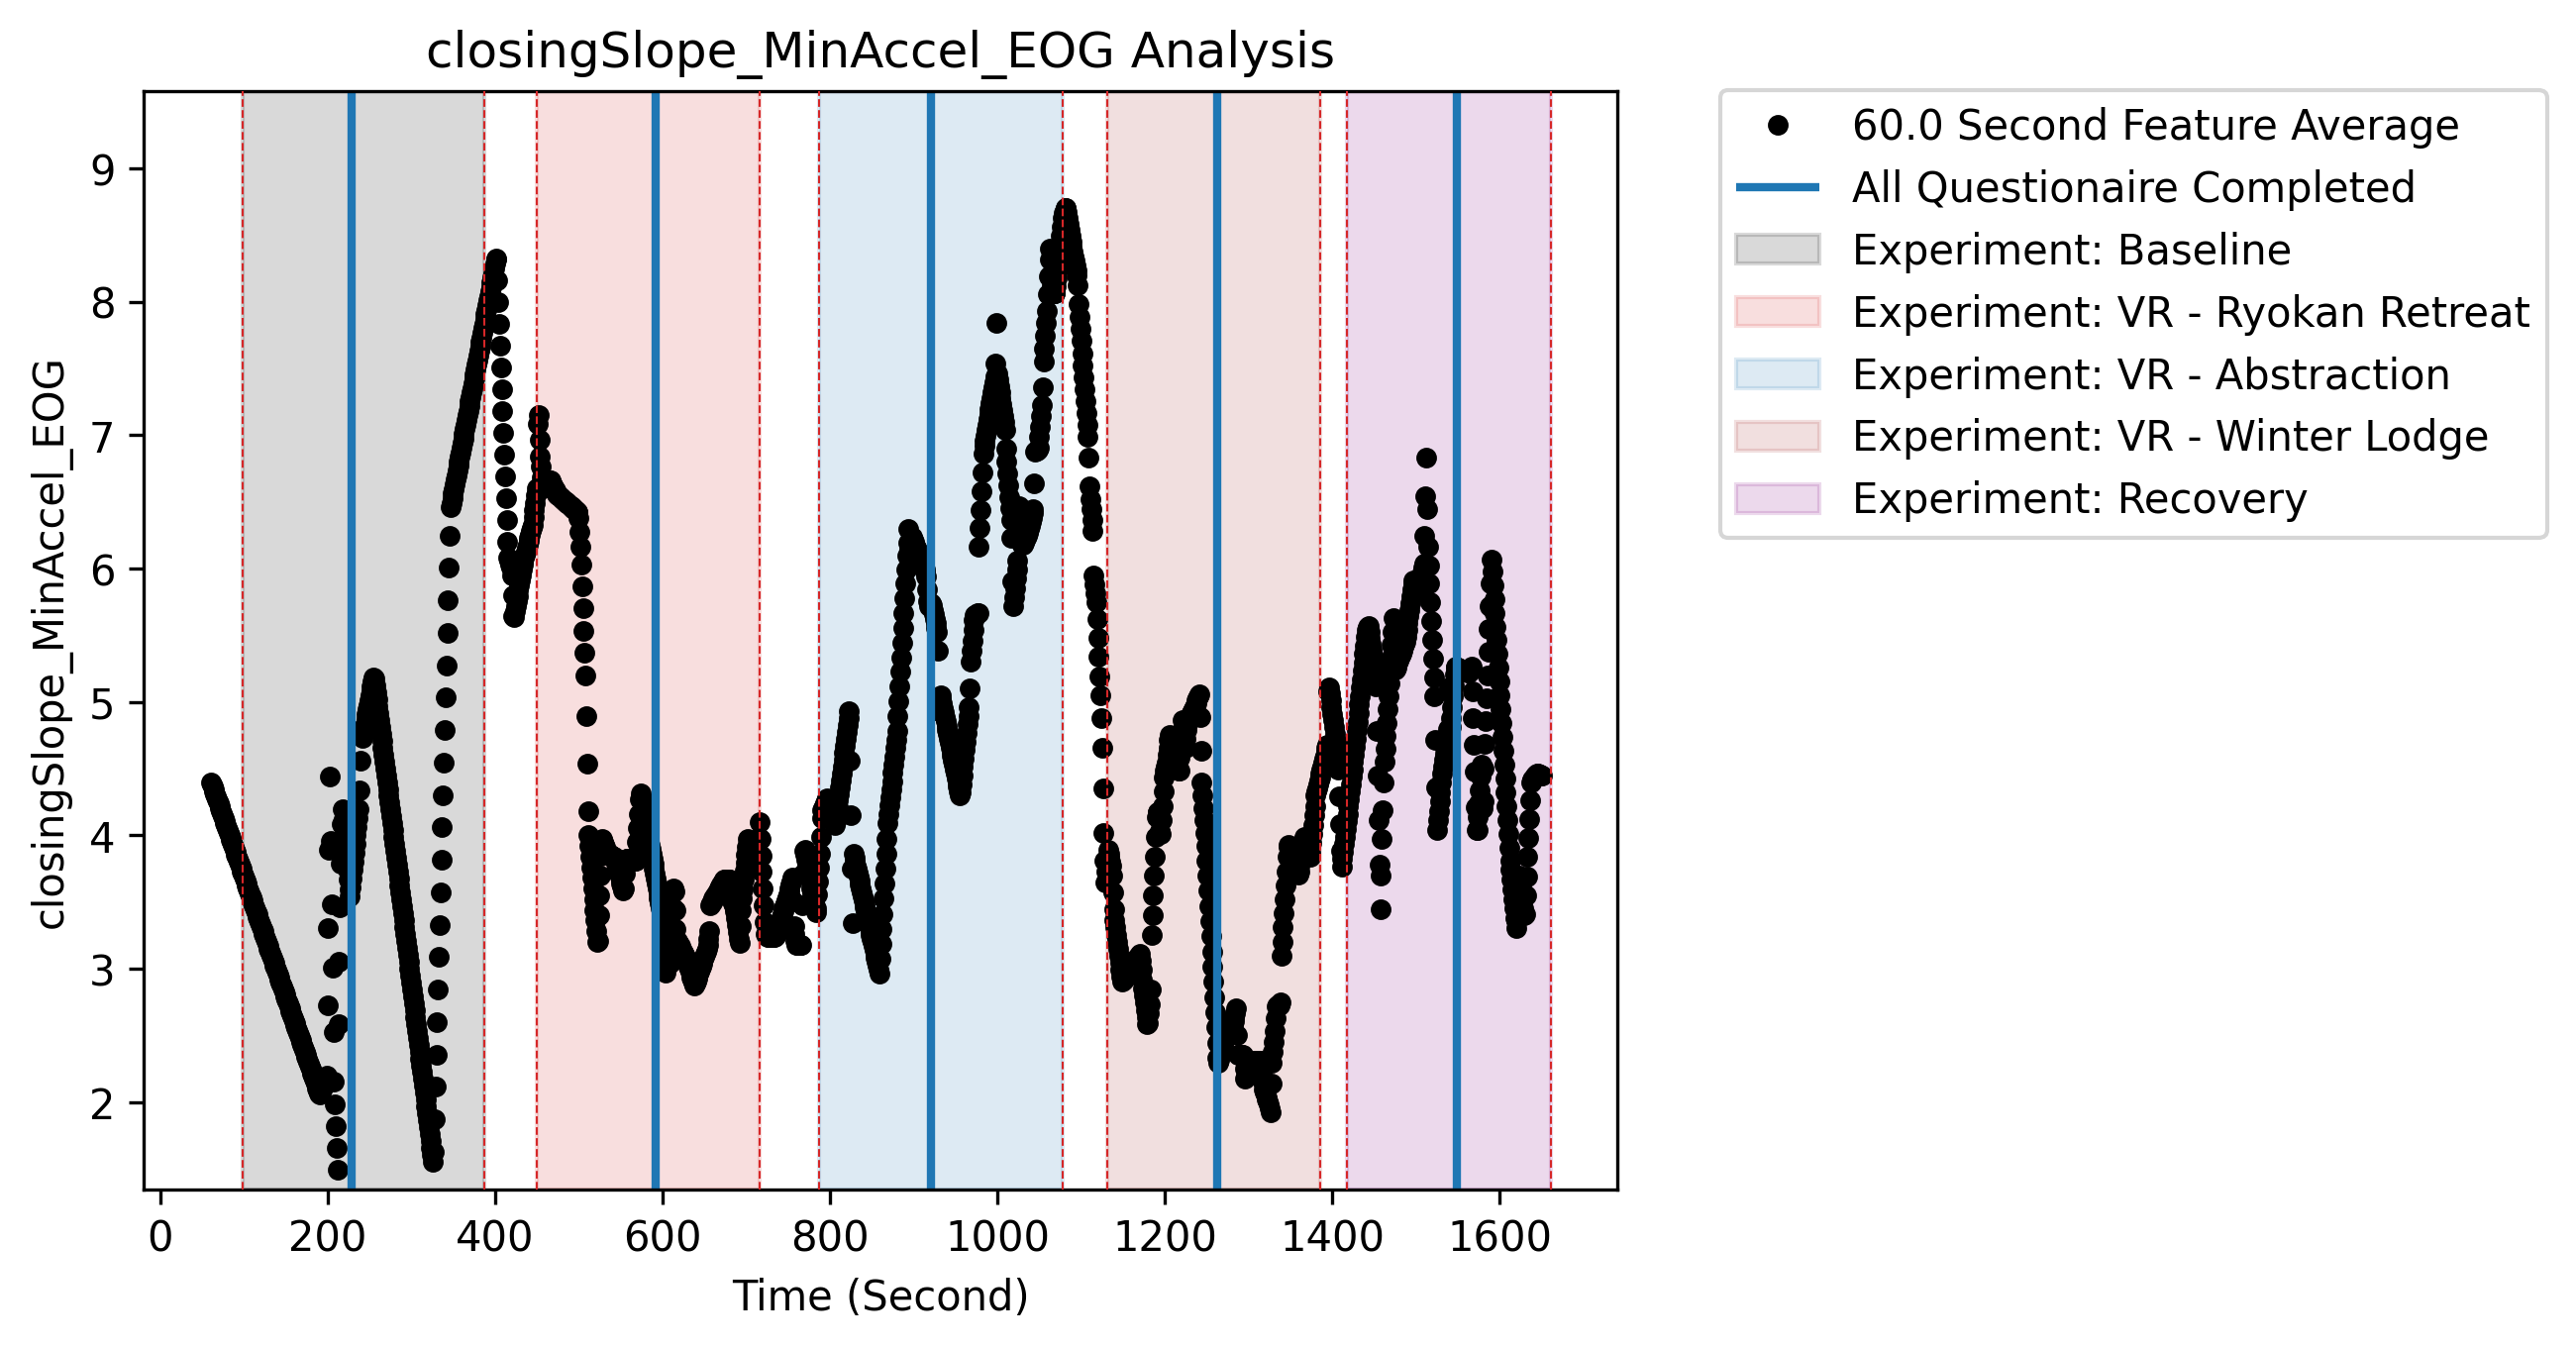 closingSlope_MinAccel_EOG Analysis
closingSlope_MinAccel_EOG
9
8
7
6
5
4
3
2
0 200 400 600 800 1000 1200 1400 1600
Time (Second)
60.0 Second Feature Average
All Questionaire Completed
Experiment: Baseline
Experiment: VR - Ryokan Retreat
Experiment: VR - Abstraction
Experiment: VR - Winter Lodge
Experiment: Recovery